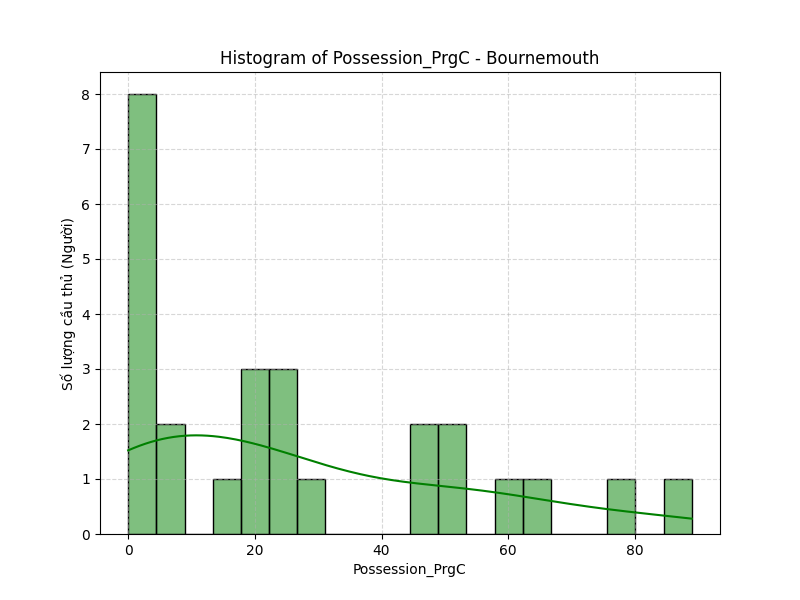 Histogram of Possession_PrgC - Bournemouth
8
7
6
5
4
3
2
1
0
Số lượng cầu thủ (Người)
0 20 40 60 80
Possession_PrgC